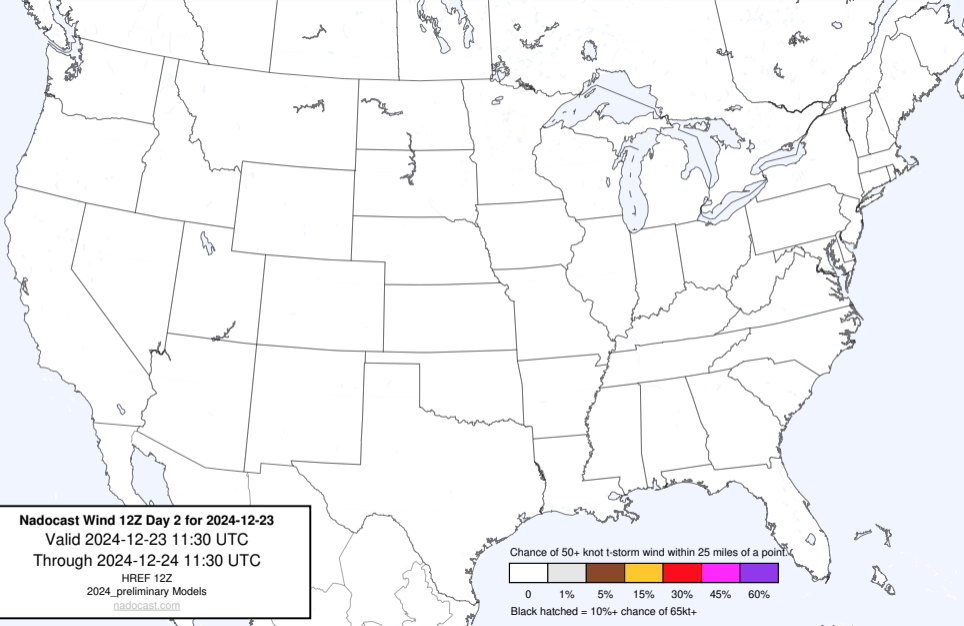 Nadocast Wind 12Z Day 2 for 2024-12-23
Valid 2024-12-23 11:30 UTC
Through 2024-12-24 11:30 UTC
HREF 12Z
2024_preliminary Models
nadocast.com
Chance of 50+ knot t-storm wind within 25 miles of a point.
0 1% 5% 15% 30% 45% 60%
Black hatched = 10%+ chance of 65kt+